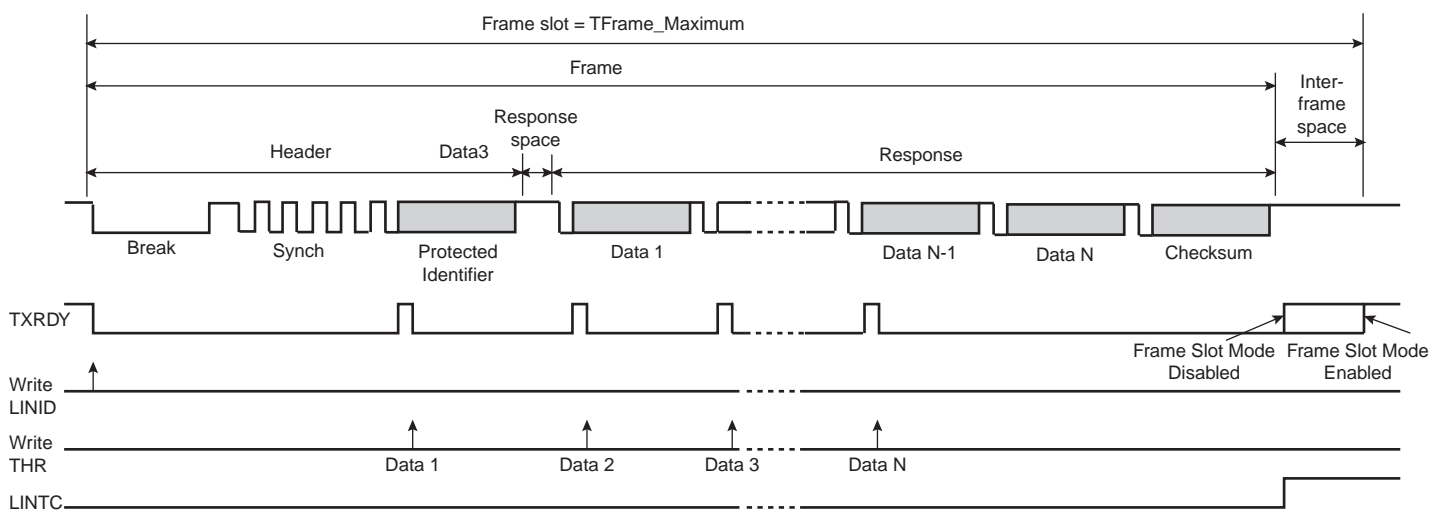 Frame slot = TFrame_Maximum
Frame
Inter-
frame
space
Response
space
Header
Data3
Response
Break
Synch
Protected
Identifier
Data 1
Data N-1
Data N
Checksum
TXRDY
Frame Slot Mode
Disabled
Frame Slot Mode
Enabled
Write
LINID
Write
THR
Data 1
Data 2
Data 3
Data N
LINTC